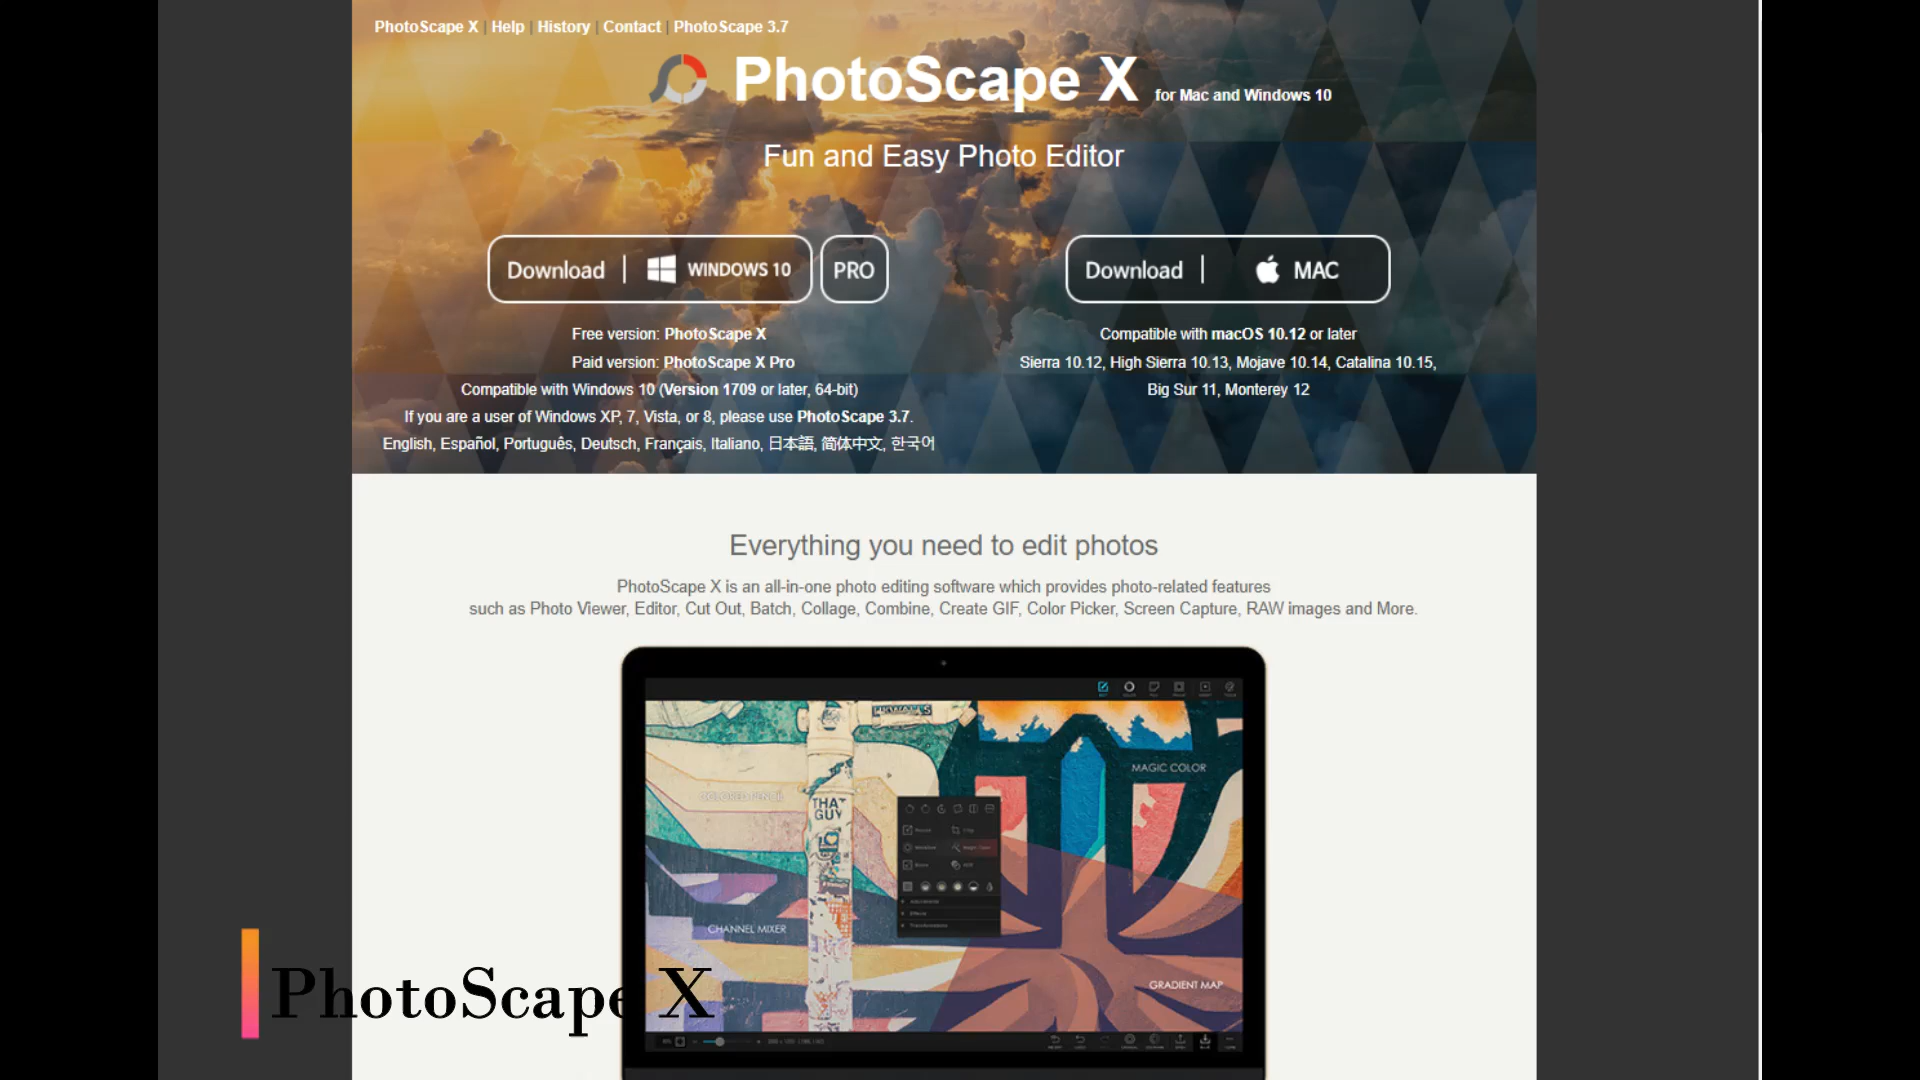 PhotoScape X | Help | History | Contact | PhotoScape 3.7
PhotoScape X for Mac and Windows 10
Fun and Easy Photo Editor
Download | WINDOWS 10 PRO
Download | MAC
Free version: PhotoScape X
Paid version: PhotoScape X Pro
Compatible with Windows 10 (Version 1709 or later, 64-bit)
If you are a user of Windows XP, 7, Vista, or 8, please use PhotoScape 3.7.
English, Español, Português, Deutsch, Français, Italiano, 日本語, 简体中文, 한국어
Compatible with macOS 10.12 or later
Sierra 10.12, High Sierra 10.13, Mojave 10.14, Catalina 10.15,
Big Sur 11, Monterey 12
Everything you need to edit photos
PhotoScape X is an all-in-one photo editing software which provides photo-related features
such as Photo Viewer, Editor, Cut Out, Batch, Collage, Combine, Create GIF, Color Picker, Screen Capture, RAW images and More.
MAGIC COLOR
COLORED PENCIL
THAT
GUY
CHANNEL MIXER
GRADIENT MAP
PhotoScape X